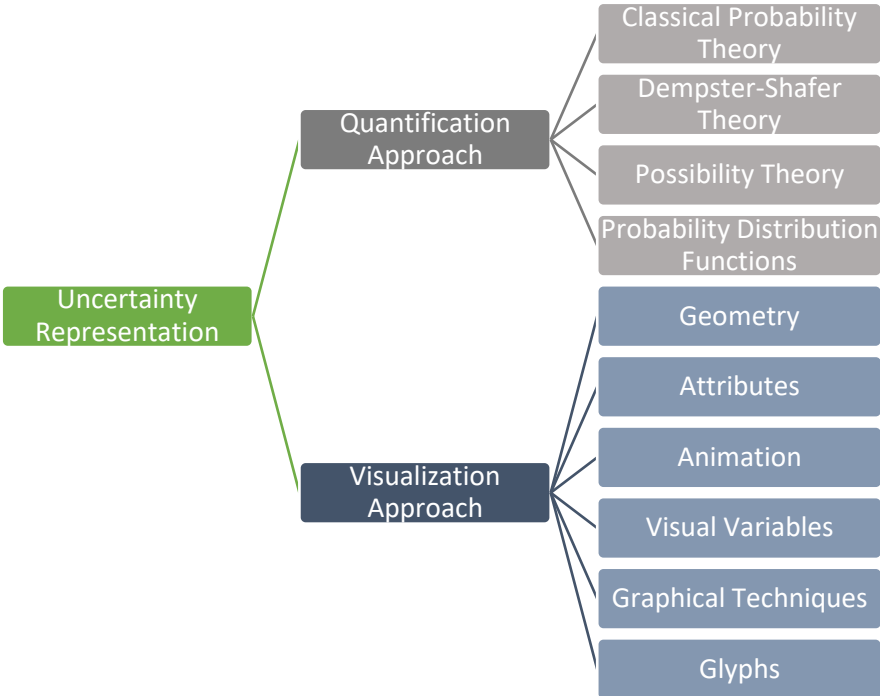 Classical Probability
Theory
Dempster-Shafer
Theory
Quantification
Approach
Possibility Theory
Probability Distribution
Functions
Uncertainty
Representation
Geometry
Attributes
Animation
Visualization
Approach
Visual Variables
Graphical Techniques
Glyphs